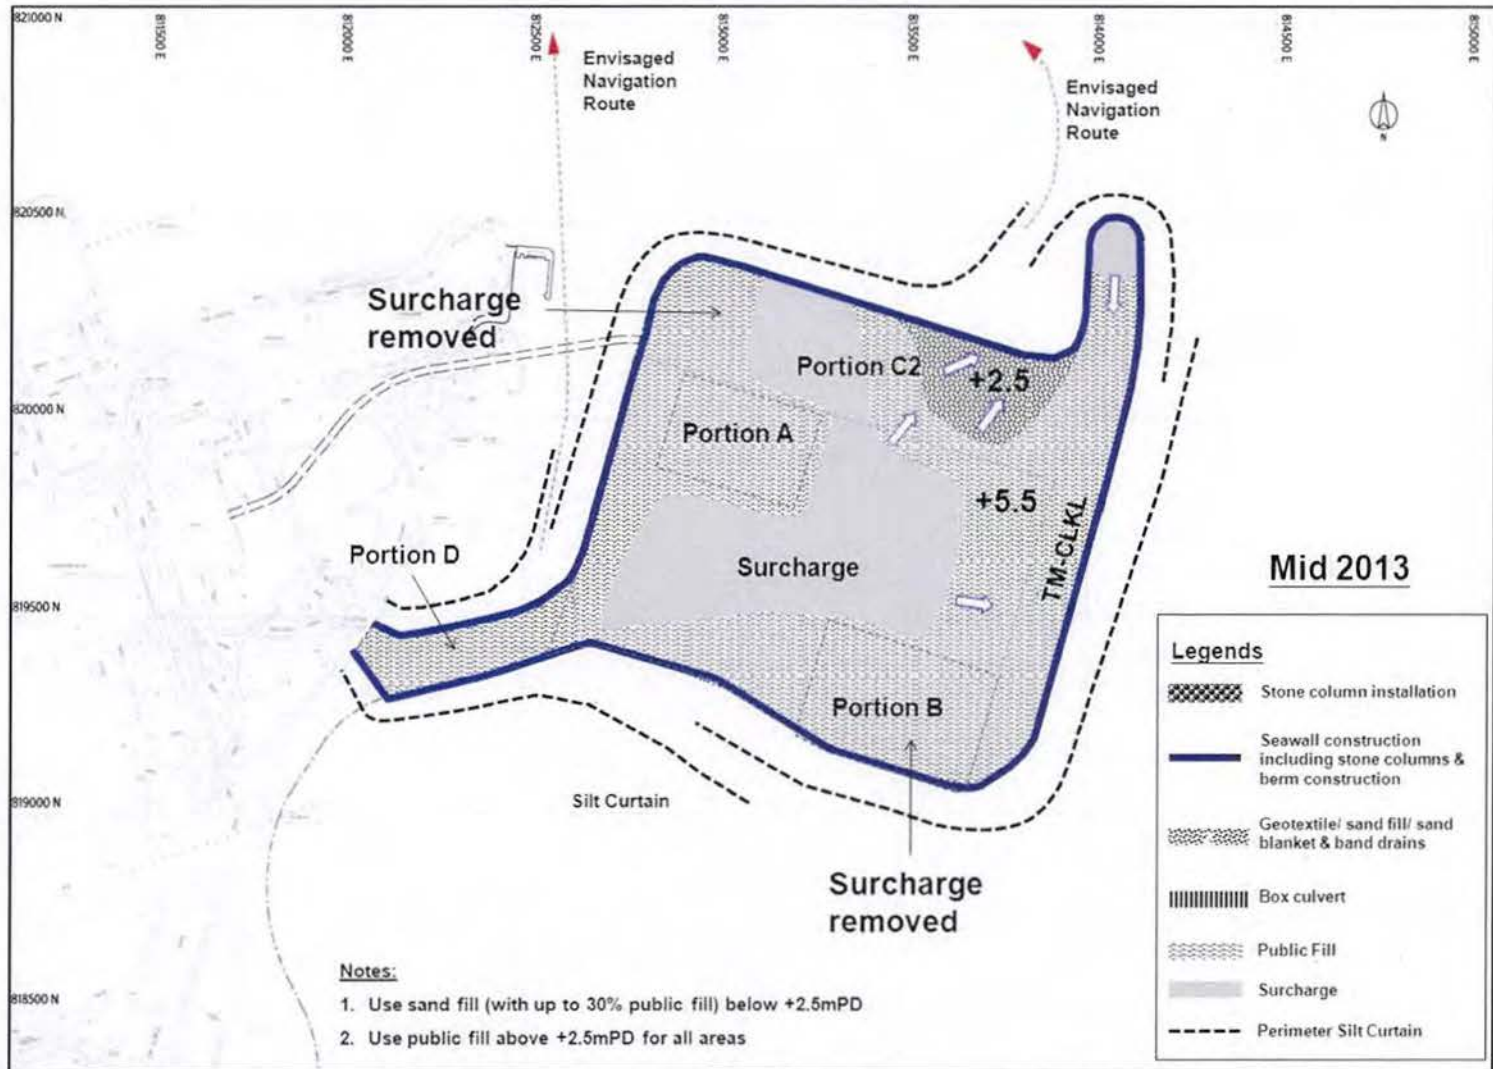 821000 N
811500 E
812000 E
812500 E
813000 E
813500 E
814000 E
814500 E
815000 E
Envisaged
Navigation
Route
Envisaged
Navigation
Route
N
820500 N
Surcharge
removed
Portion C2
+2.5
820000 N
Portion A
+5.5
TM-CLKL
Portion D
Surcharge
Mid 2013
819500 N
Portion B
819000 N
Silt Curtain
Surcharge
removed
818500 N
Notes:
1. Use sand fill (with up to 30% public fill) below +2.5mPD
2. Use public fill above +2.5mPD for all areas
Legends
Stone column installation
Seawall construction
including stone columns &
berm construction
Geotextile/ sand fill/ sand
blanket & band drains
Box culvert
Public Fill
Surcharge
Perimeter Silt Curtain